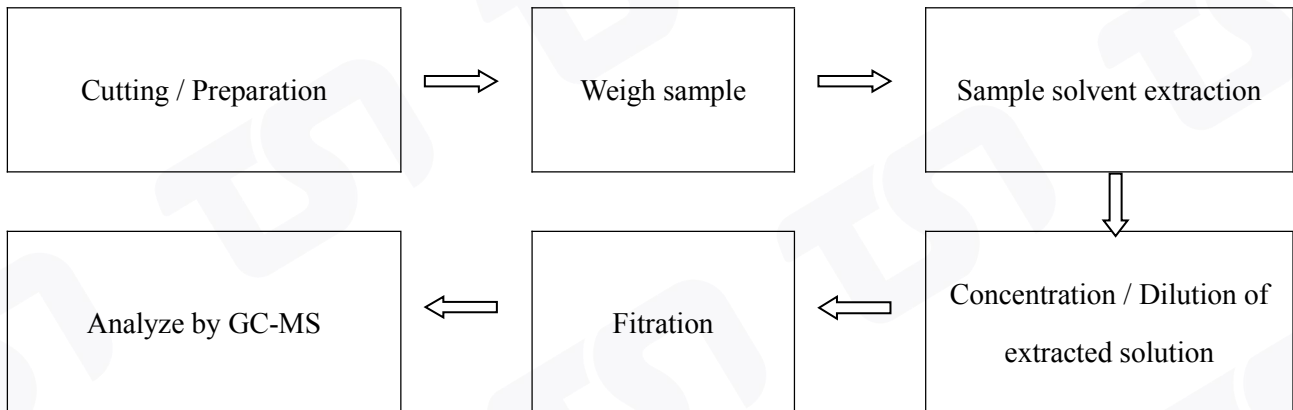 Cutting / Preparation
Weigh sample
Sample solvent extraction
Concentration / Dilution of
extracted solution
Fitration
Analyze by GC-MS